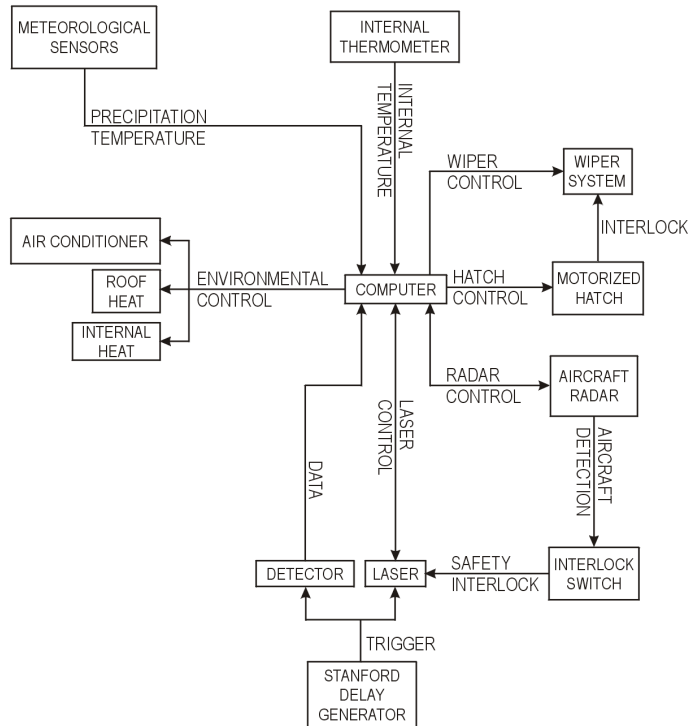 METEOROLOGICAL
SENSORS
INTERNAL
THERMOMETER
PRECIPITATION
TEMPERATURE
INTERNAL
TEMPERATURE
WIPER
CONTROL
WIPER
SYSTEM
INTERLOCK
AIR CONDITIONER
ROOF
HEAT
INTERNAL
HEAT
ENVIRONMENTAL
CONTROL
COMPUTER
HATCH
CONTROL
MOTORIZED
HATCH
RADAR
CONTROL
AIRCRAFT
RADAR
LASER
CONTROL
DATA
AIRCRAFT
DETECTION
DETECTOR
LASER
SAFETY
INTERLOCK
INTERLOCK
SWITCH
TRIGGER
STANFORD
DELAY
GENERATOR